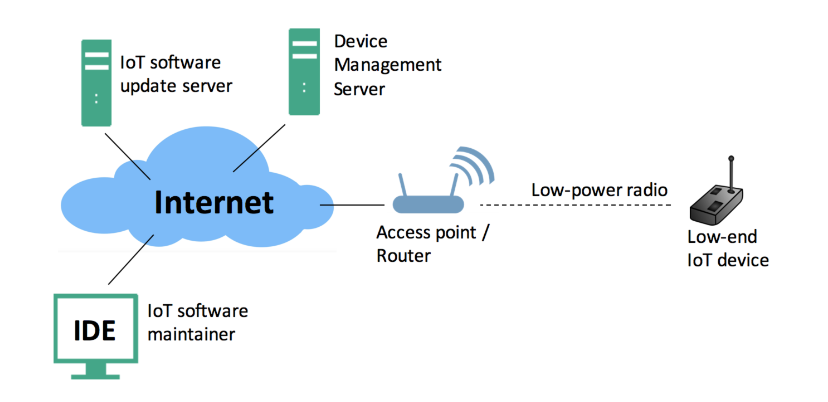 IoT software
update server
Device
Management
Server
Internet
Low-power radio
Access point /
Router
Low-end
IoT device
IDE
IoT software
maintainer